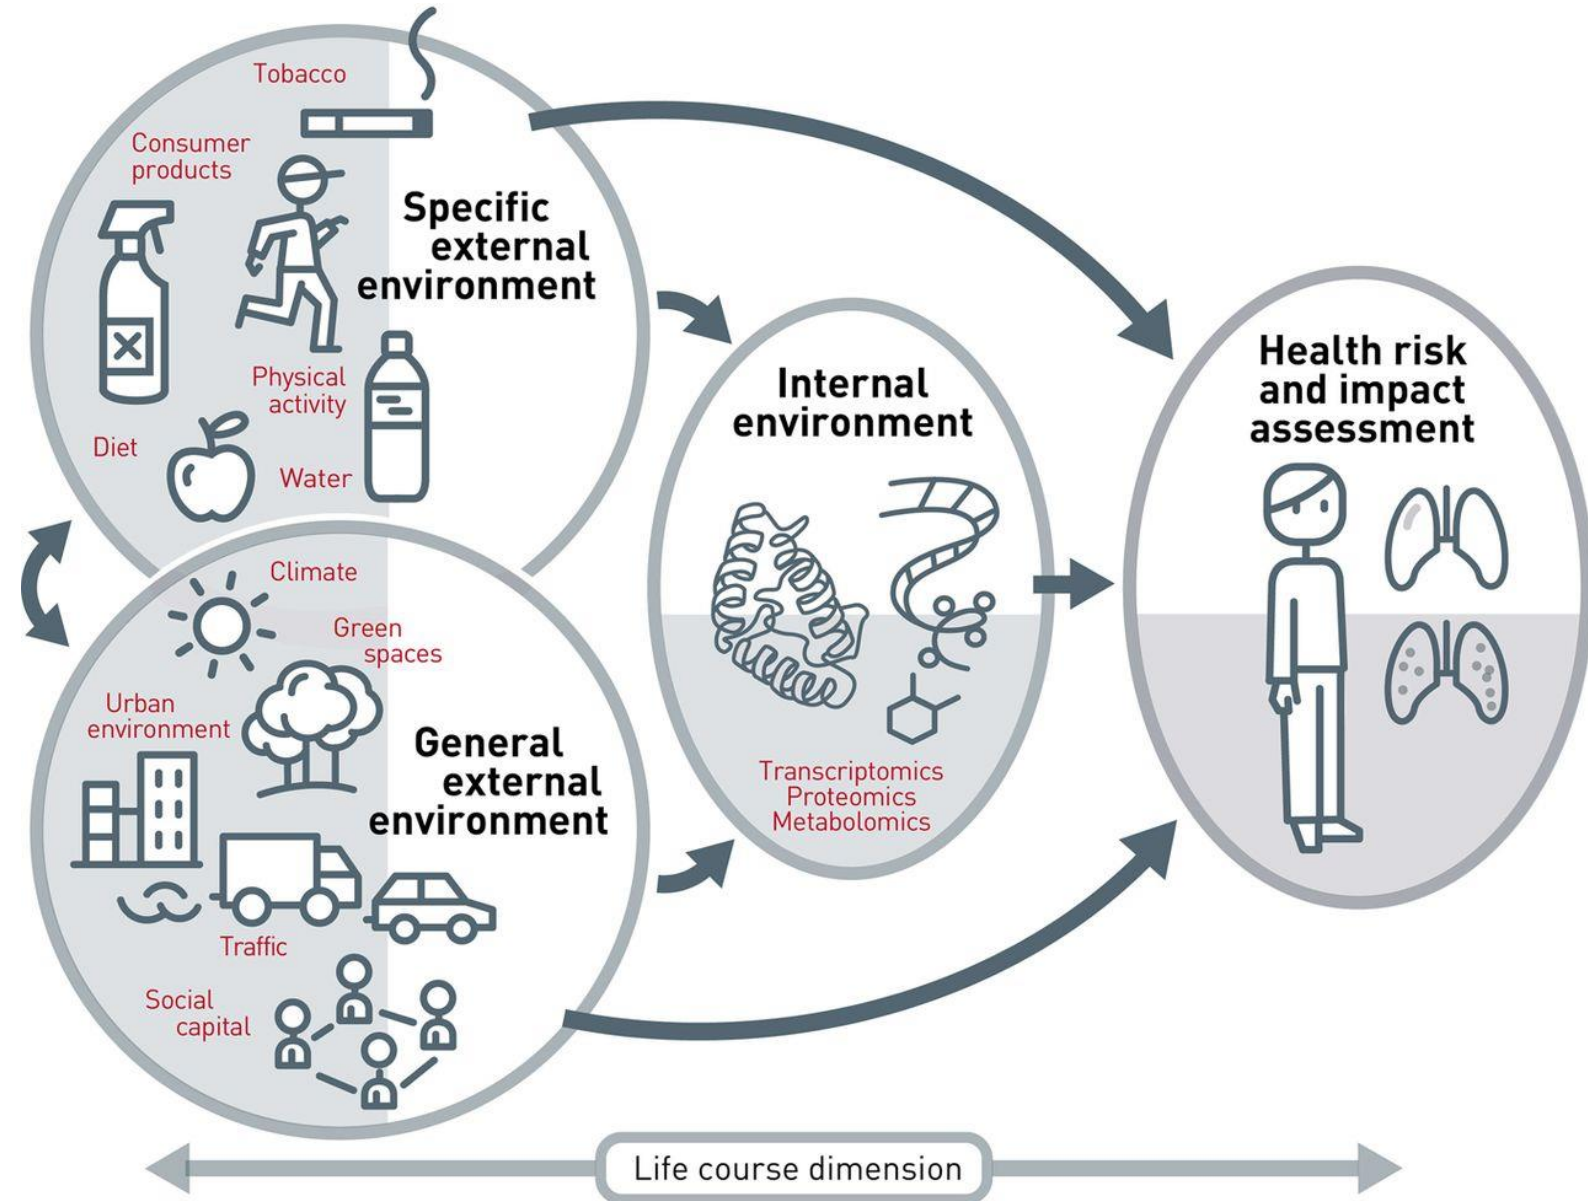 Tobacco
Consumer
products
Specific
external
environment
Physical
activity
Diet
Water
Climate
Green
spaces
Urban
environment
General
external
environment
Traffic
Social
capital
Internal
environment
Transcriptomics
Proteomics
Metabolomics
Health risk
and impact
assessment
Life course dimension